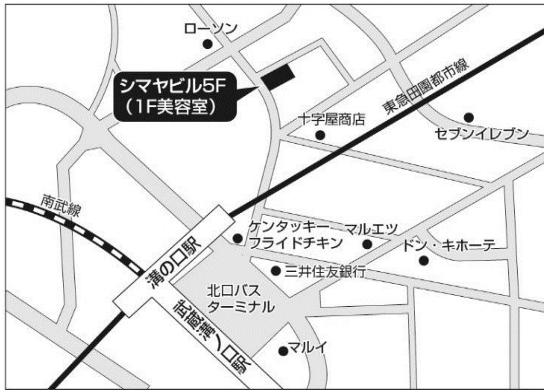 ローソン
シマヤビル5F
（1F美容室）
東急田園都市線
十字屋商店
セブンイレブン
南武線
溝の口駅
ケンタッキー
フライドチキン
マルエツ
ドン・キホーテ
三井住友銀行
北口バス
ターミナル
武蔵溝ノ口駅
マルイ